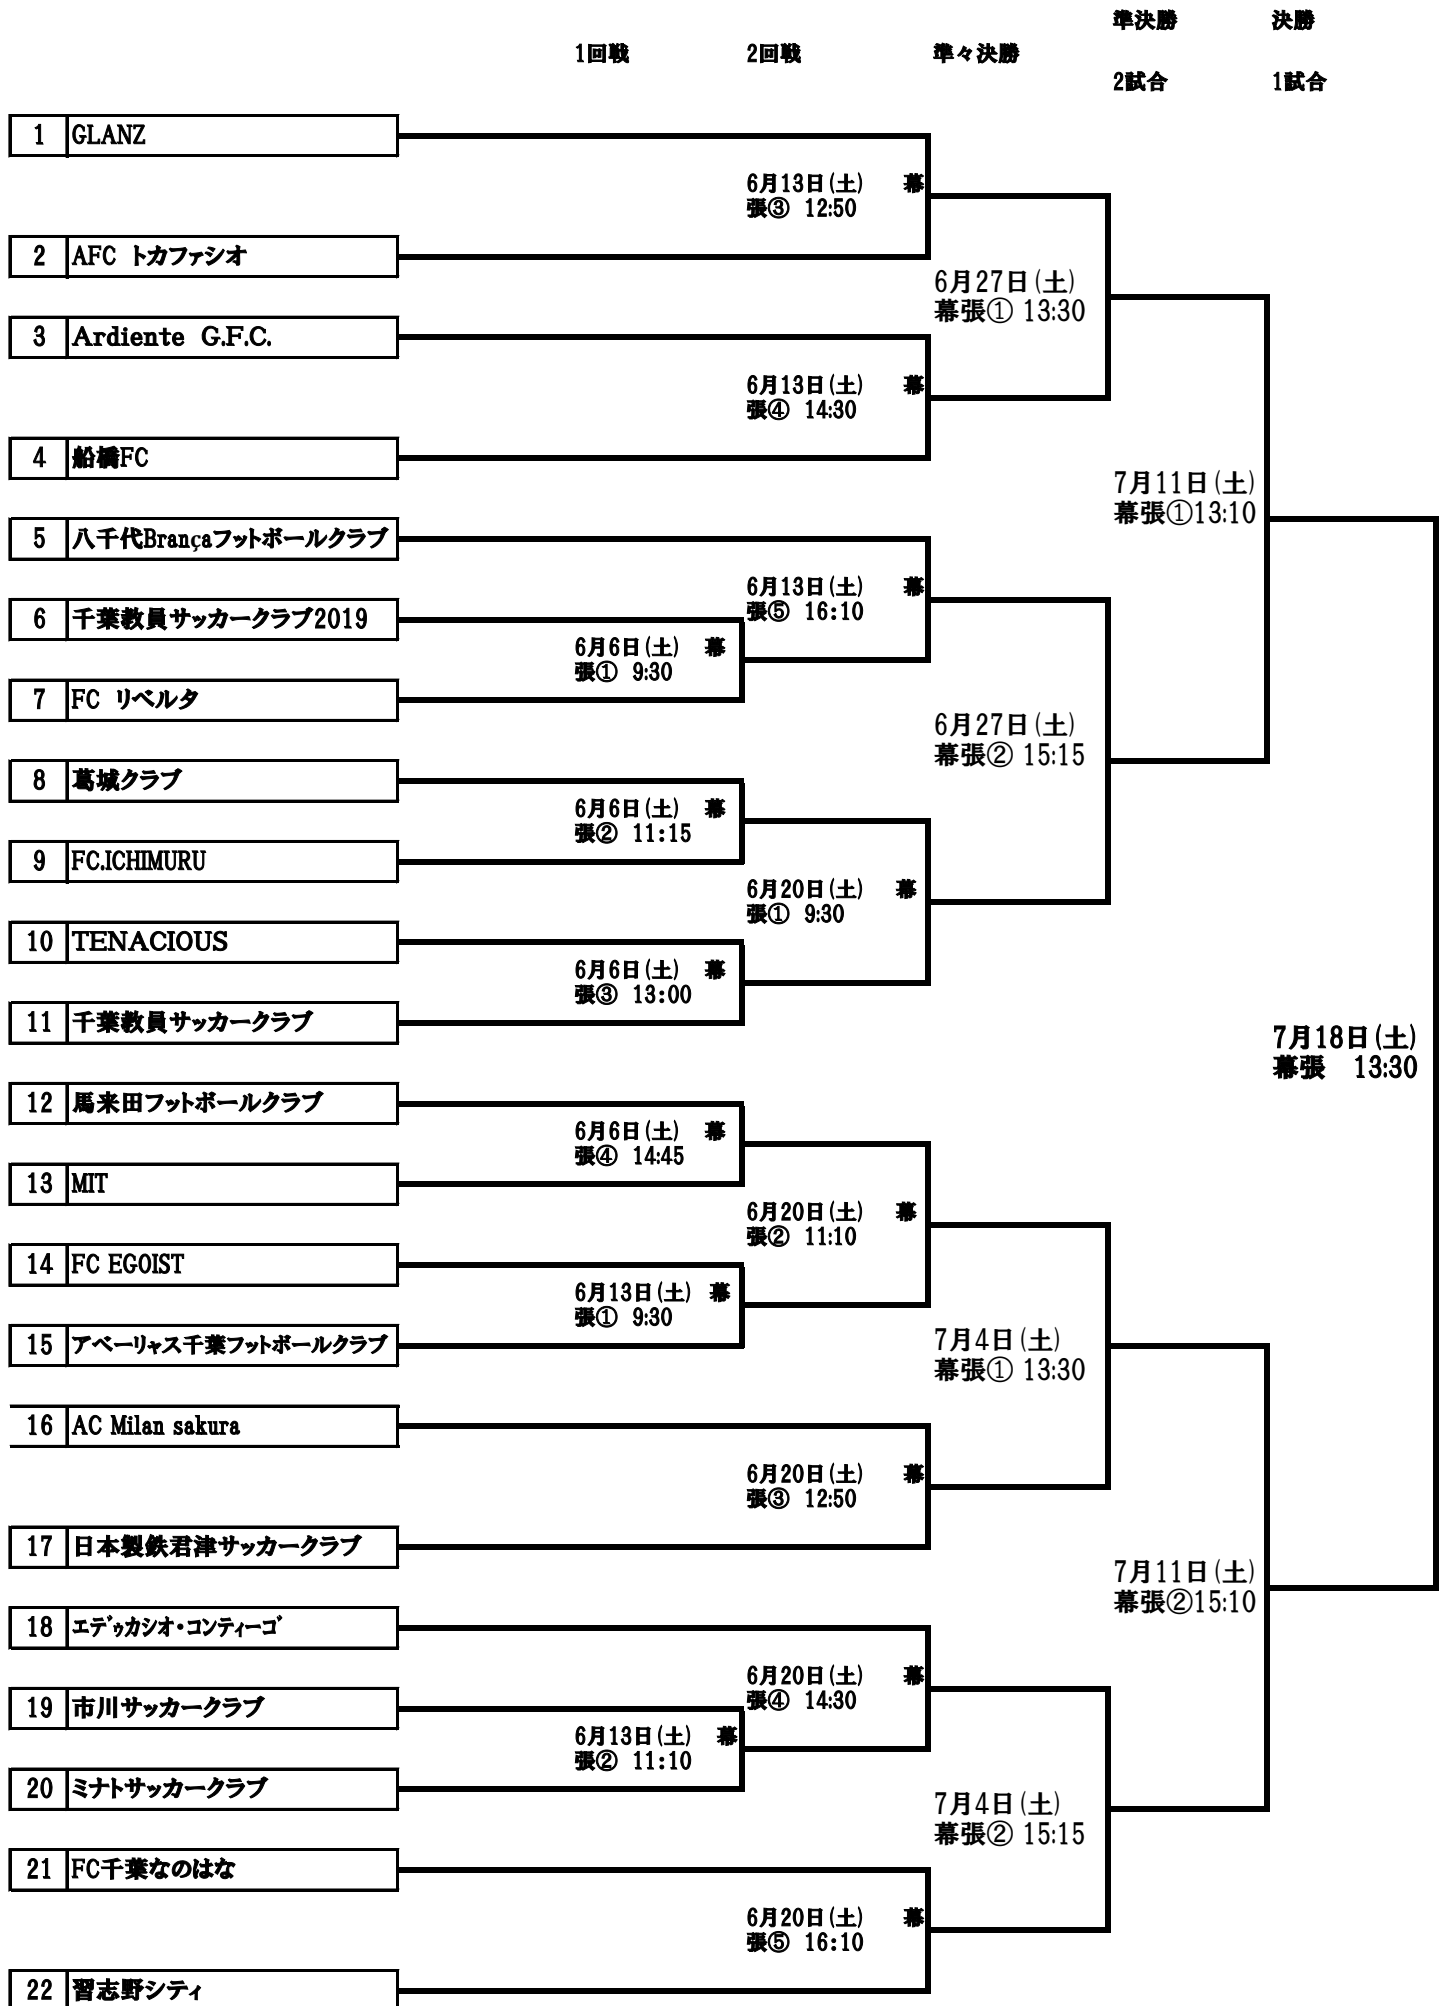 準決勝 決勝
1回戦 2回戦 準々決勝
2試合 1試合
1 GLANZ
6月13日(土) 幕
張③ 12:50
2 AFC トカファシオ
6月27日(土)
幕張① 13:30
3 Ardiente G.F.C.
6月13日(土) 幕
張④ 14:30
4 船橋FC
7月11日(土)
幕張①13:10
5 八千代Brançaフットボールクラブ
6月13日(土) 幕
張⑤ 16:10
6 千葉教員サッカークラブ2019
6月6日(土) 幕
張① 9:30
7 FC リベルタ
6月27日(土)
幕張② 15:15
8 葛城クラブ
6月6日(土) 幕
張② 11:15
9 FC.ICHIMURU
6月20日(土) 幕
張① 9:30
10 TENACIOUS
6月6日(土) 幕
張③ 13:00
11 千葉教員サッカークラブ
7月18日(土)
幕張 13:30
12 馬来田フットボールクラブ
6月6日(土) 幕
張④ 14:45
13 MIT
6月20日(土) 幕
張② 11:10
14 FC EGOIST
6月13日(土) 幕
張① 9:30
15 アベーリャス千葉フットボールクラブ
7月4日(土)
幕張① 13:30
16 AC Milan sakura
6月20日(土) 幕
張③ 12:50
17 日本製鉄君津サッカークラブ
7月11日(土)
幕張②15:10
18 エデゥカシオ・コンティーゴ
6月20日(土) 幕
張④ 14:30
19 市川サッカークラブ
6月13日(土) 幕
張② 11:10
20 ミナトサッカークラブ
7月4日(土)
幕張② 15:15
21 FC千葉なのはな
6月20日(土) 幕
張⑤ 16:10
22 習志野シティ